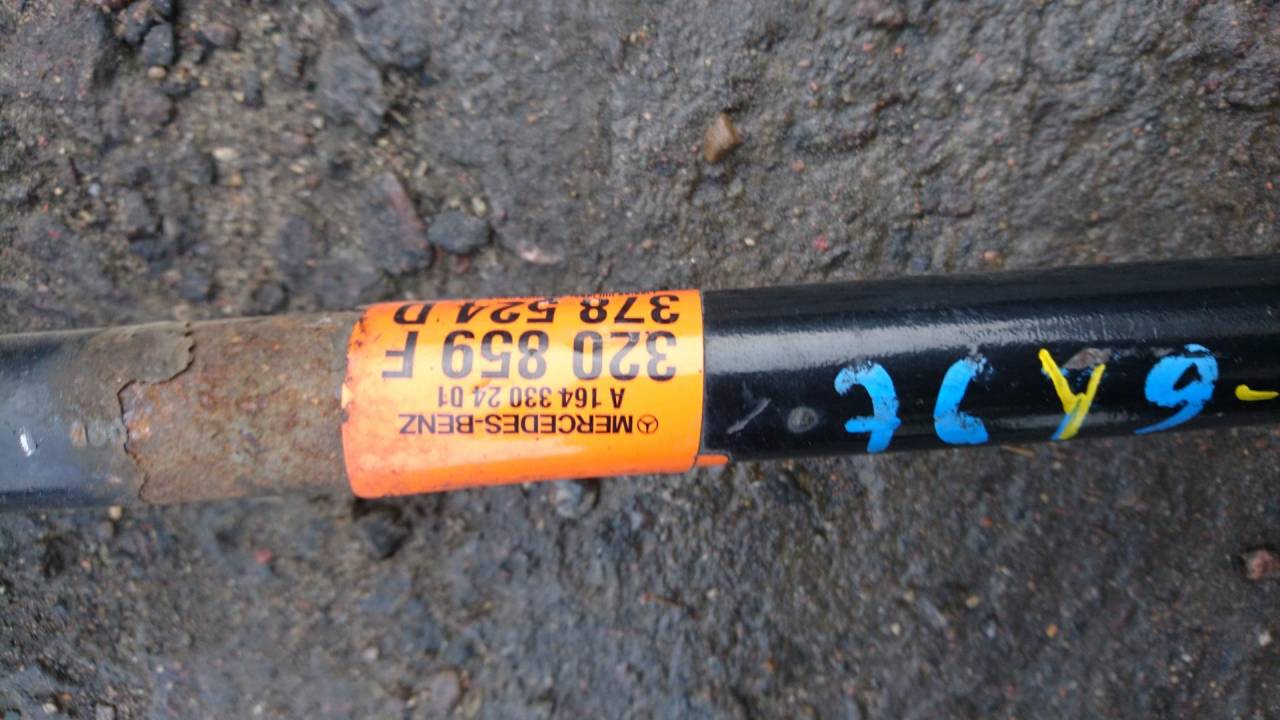 MERCEDES-BENZ
A 164 330 24 01
320 859 F
378 524 D